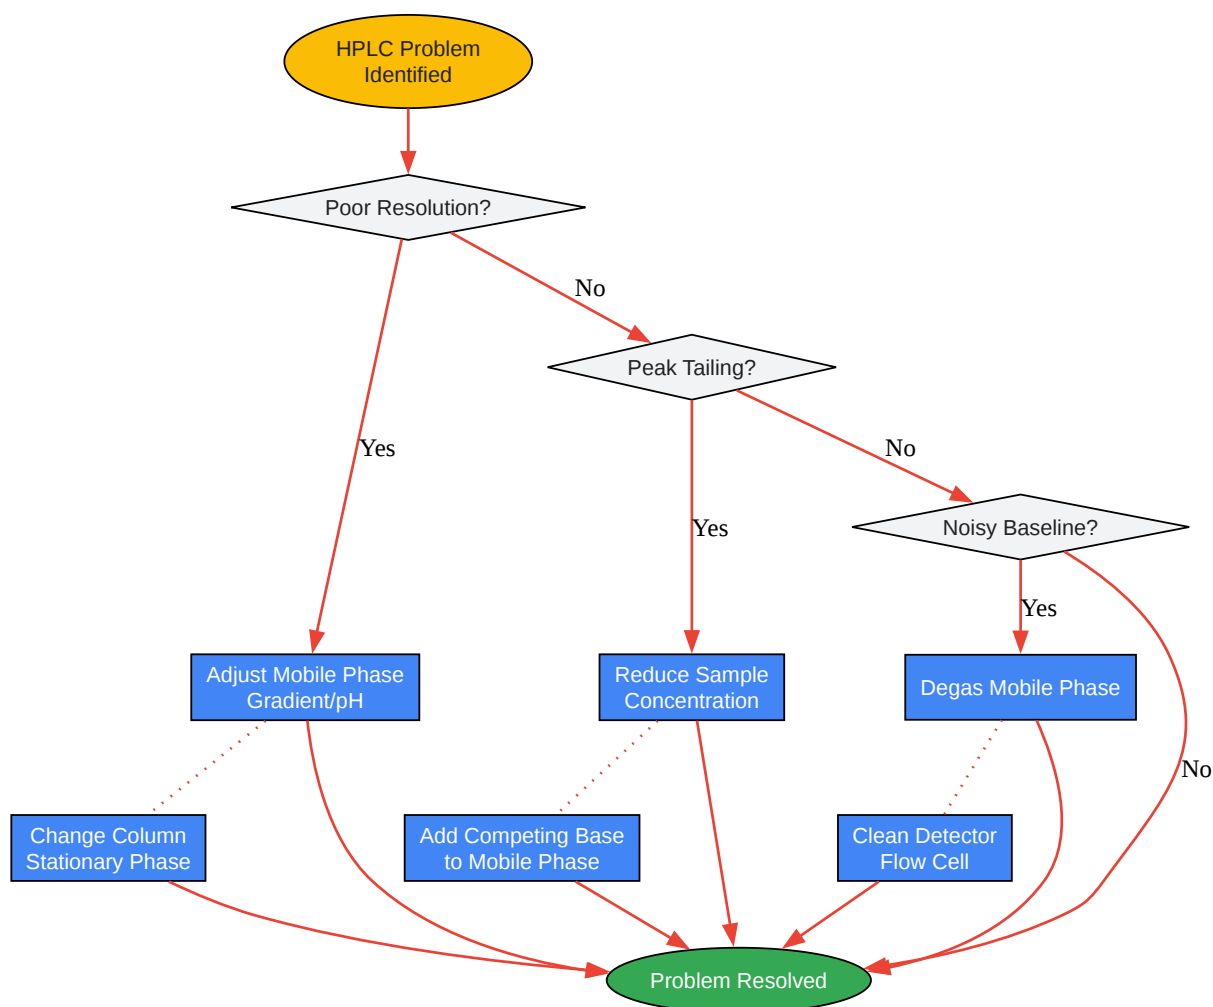 HPLC Problem
Identified
Poor Resolution?
No
Peak Tailing?
Yes
No
Yes
Noisy Baseline?
Yes
Adjust Mobile Phase
Gradient/pH
Reduce Sample
Concentration
Degas Mobile Phase
No
Change Column
Stationary Phase
Add Competing Base
to Mobile Phase
Clean Detector
Flow Cell
Problem Resolved